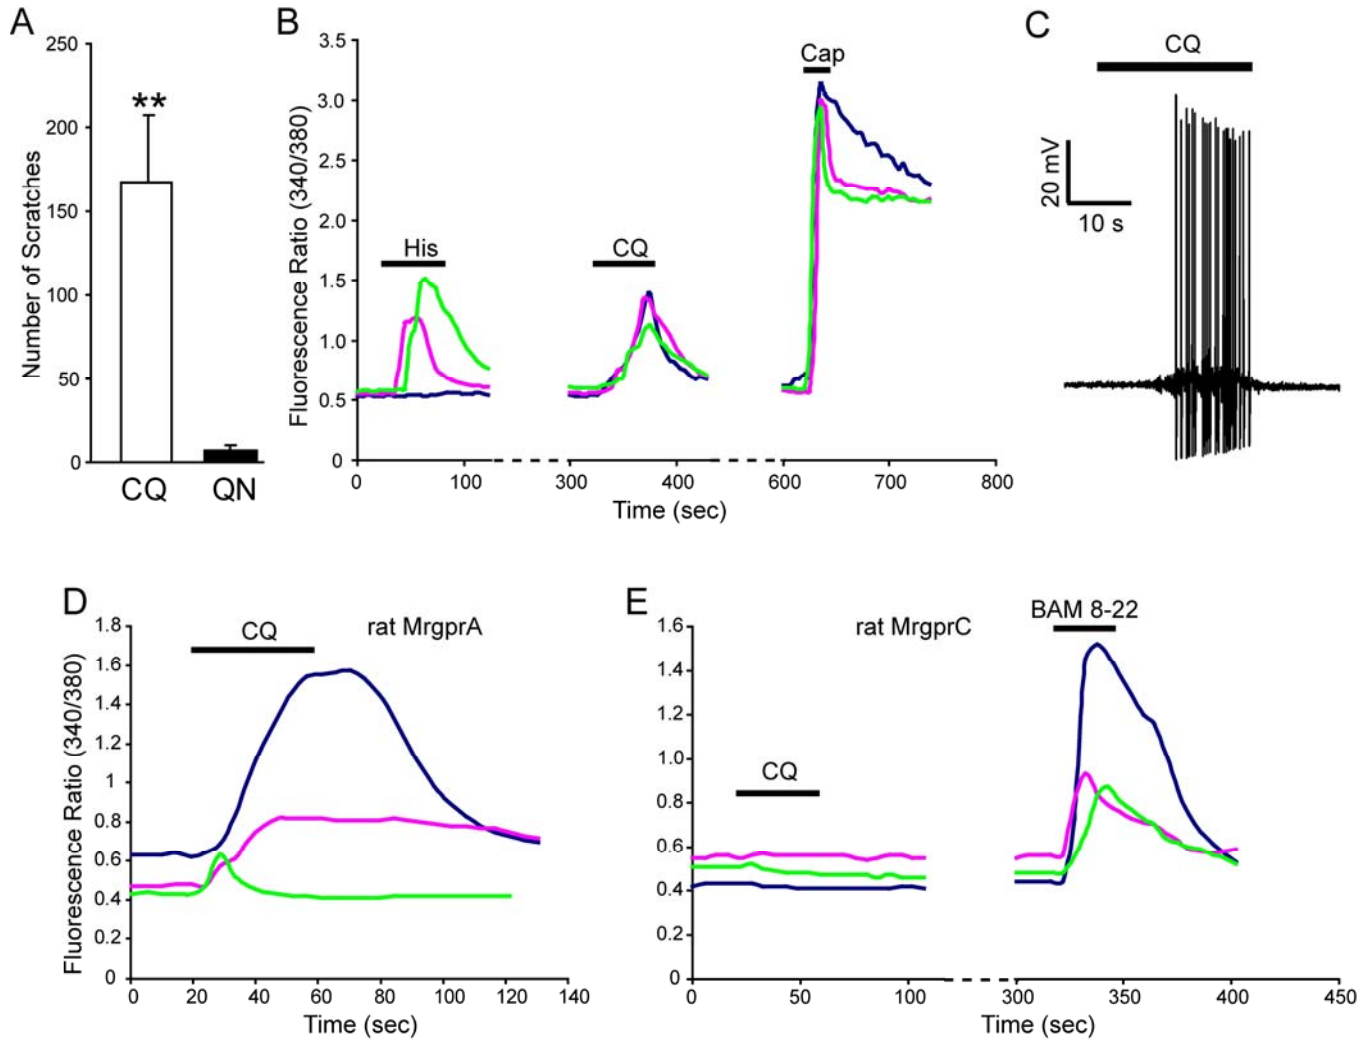 A
250
200
150
100
50
0
Number of Scratches
**
CQ QN
B
3.5
3.0
2.5
2.0
1.5
1.0
0.5
0
Fluorescence Ratio (340/380)
His
CQ
Cap
0 100 300 400 600 700 800
Time (sec)
C
CQ
20 mV
10 s
D
1.8
1.6
1.4
1.2
1
0.8
0.6
0.4
0.2
0
Fluorescence Ratio (340/380)
CQ
rat MrgprA
0 20 40 60 80 100 120 140
Time (sec)
E
1.6
1.4
1.2
1.0
0.8
0.6
0.4
0.2
0
rat MrgprC
BAM 8-22
CQ
0 50 100 300 350 400 450
Time (sec)